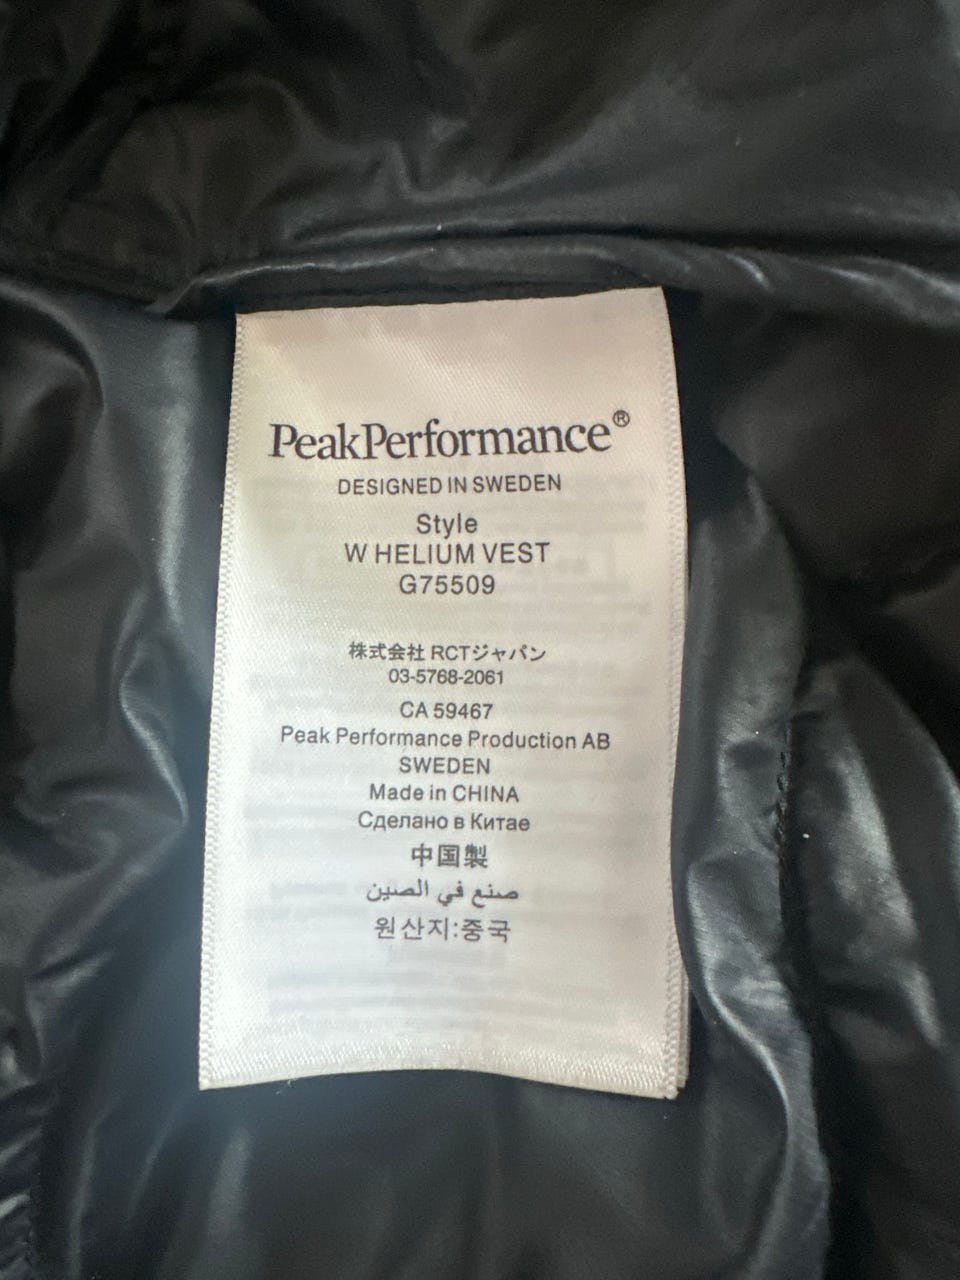 PeakPerformance®
DESIGNED IN SWEDEN
Style
W HELIUM VEST
G75509
株式会社 RCTジャパン
03-5768-2061
CA 59467
Peak Performance Production AB
SWEDEN
Made in CHINA
Сделано в Китае
中国製
صنع في الصين
원산지:중국